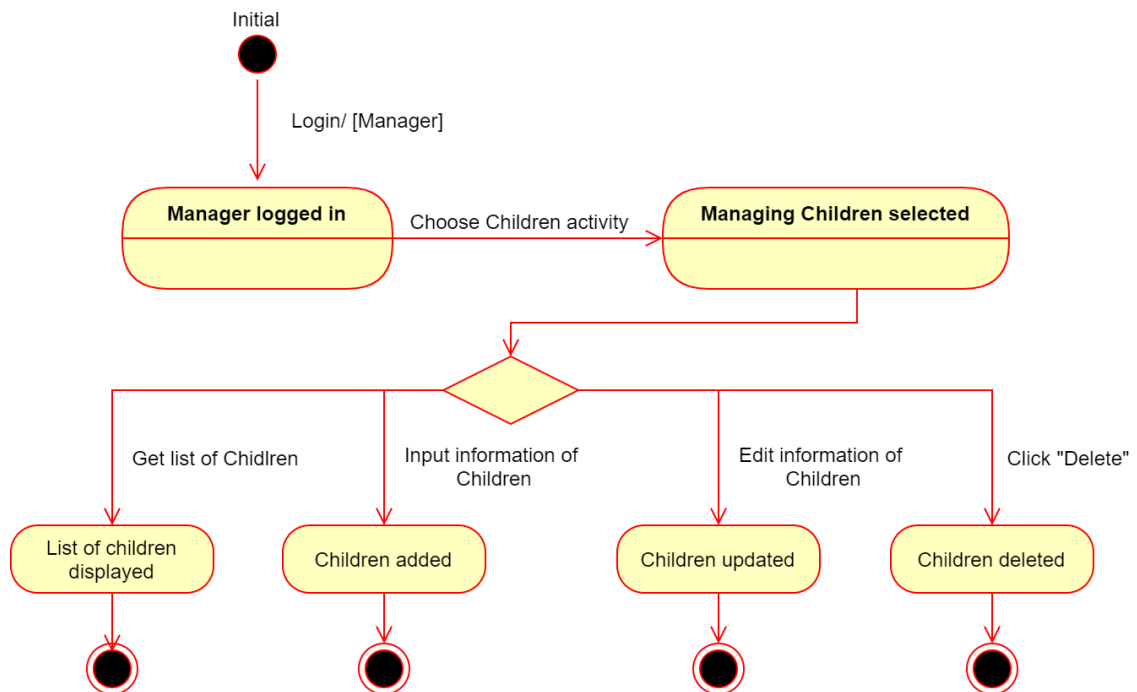 Initial
Login/ [Manager]
Manager logged in
Choose Children activity
Managing Children selected
Get list of Chidlren
Input information of
Children
Edit information of
Children
Click "Delete"
List of children
displayed
Children added
Children updated
Children deleted